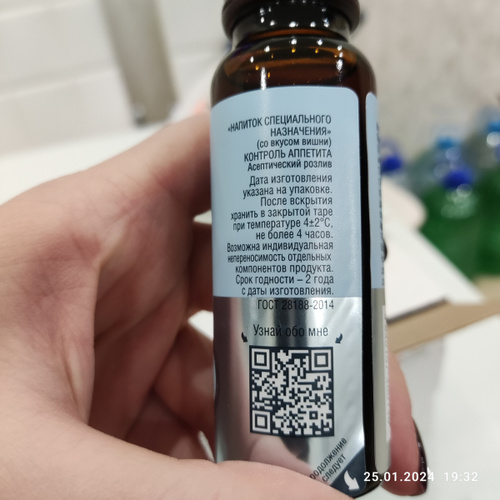 «НАПИТОК СПЕЦИАЛЬНОГО
НАЗНАЧЕНИЯ»
(со вкусом вишни)
КОНТРОЛЬ АППЕТИТА
Асептический розлив
Дата изготовления
указана на упаковке.
После вскрытия
хранить в закрытой таре
при температуре 4±2°С,
не более 4 часов.
Возможна индивидуальная
непереносимость отдельных
компонентов продукта.
Срок годности – 2 года
с даты изготовления.
ГОСТ 28188-2014
Узнай обо мне
следует
25.01.2024 19:32